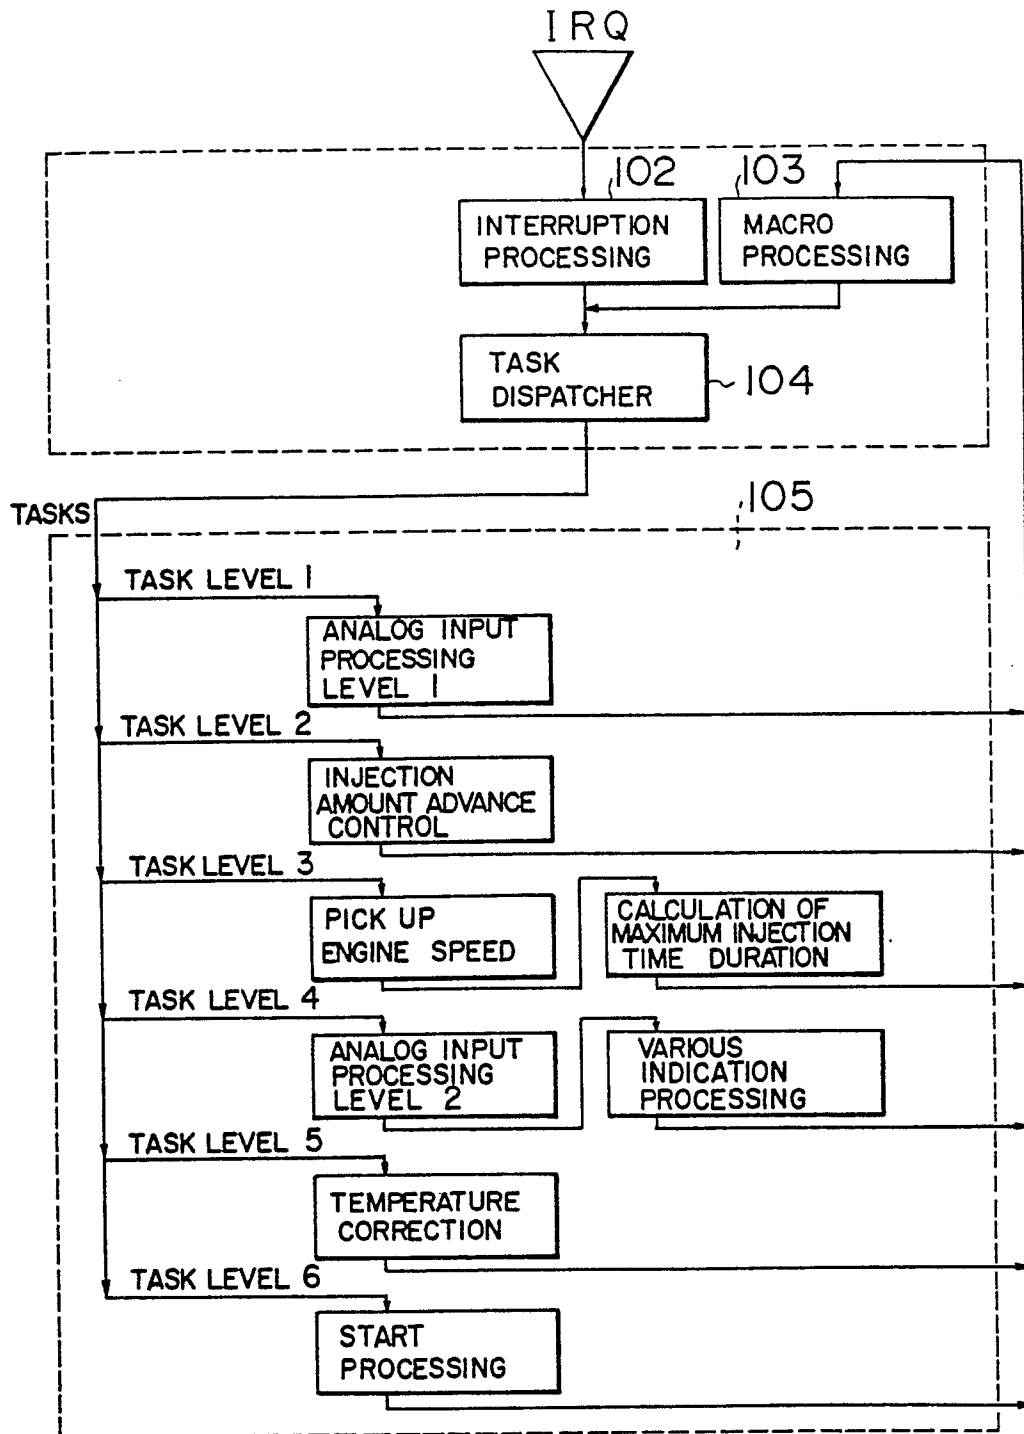 IRQ
102
103
INTERRUPTION
PROCESSING
MACRO
PROCESSING
TASK
DISPATCHER
104
TASKS
105
TASK LEVEL 1
ANALOG INPUT
PROCESSING
LEVEL 1
TASK LEVEL 2
INJECTION
AMOUNT ADVANCE
CONTROL
TASK LEVEL 3
PICK UP
ENGINE SPEED
CALCULATION OF
MAXIMUM INJECTION
TIME DURATION
TASK LEVEL 4
ANALOG INPUT
PROCESSING
LEVEL 2
VARIOUS
INDICATION
PROCESSING
TASK LEVEL 5
TEMPERATURE
CORRECTION
TASK LEVEL 6
START
PROCESSING